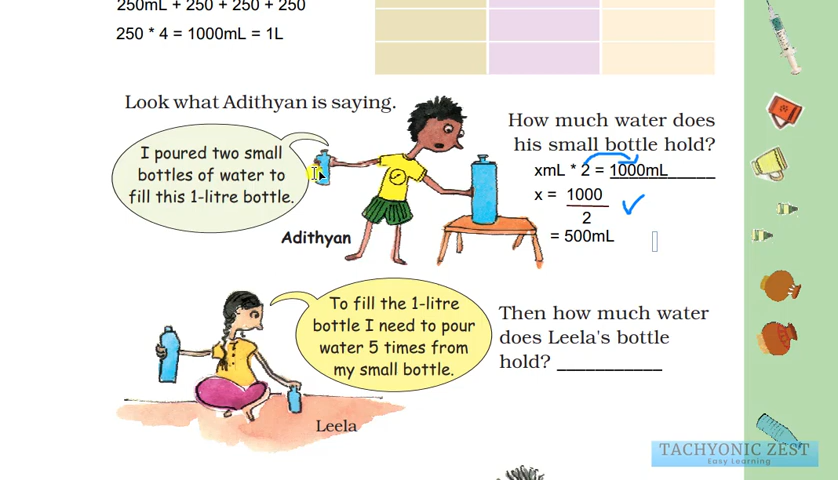 250mL + 250 + 250 + 250
250 * 4 = 1000mL = 1L
Look what Adithyan is saying.
I poured two small
bottles of water to
fill this 1-litre bottle.
Adithyan
How much water does
his small bottle hold?
xmL * 2 = 1000mL
x = 1000
2
= 500mL
To fill the 1-litre
bottle I need to pour
water 5 times from
my small bottle.
Leela
Then how much water
does Leela's bottle
hold? ___________
TACHYONIC ZEST
Easy Learning